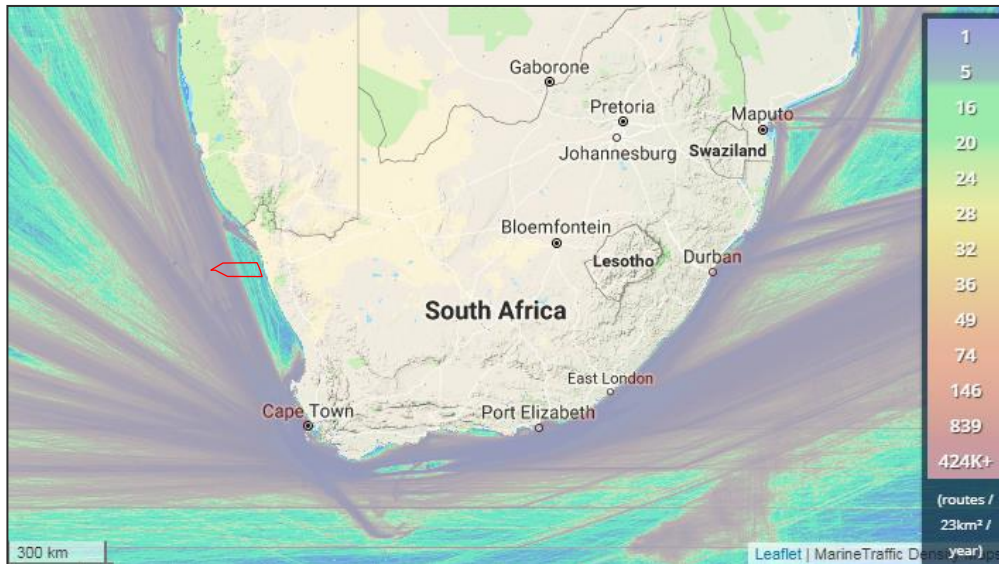 Gaborone
Pretoria
Maputo
Johannesburg
Swaziland
Bloemfontein
Lesotho
Durban
South Africa
East London
Cape Town
Port Elizabeth
1
5
16
20
24
28
32
36
49
74
146
839
424K+
(routes /
23km² /
year)
300 km
Leaflet | MarineTraffic Density Maps